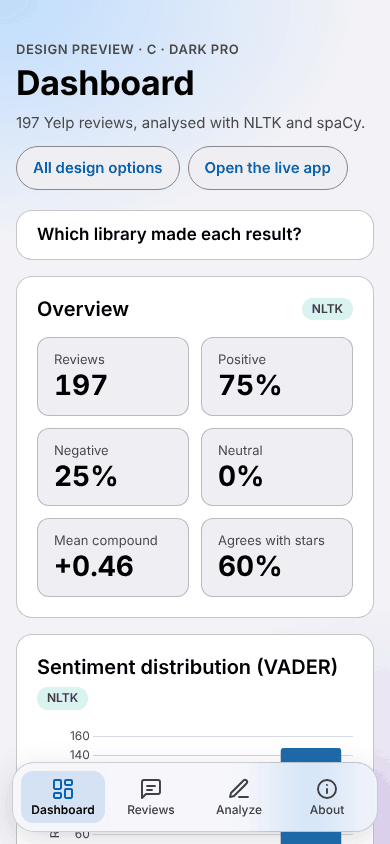 DESIGN PREVIEW · C · DARK PRO
Dashboard
197 Yelp reviews, analysed with NLTK and spaCy.
All design options
Open the live app
Which library made each result?
Overview
NLTK
Reviews
197
Positive
75%
Negative
25%
Neutral
0%
Mean compound
+0.46
Agrees with stars
60%
Sentiment distribution (VADER)
NLTK
160
140
Dashboard
Reviews
Analyze
About
60